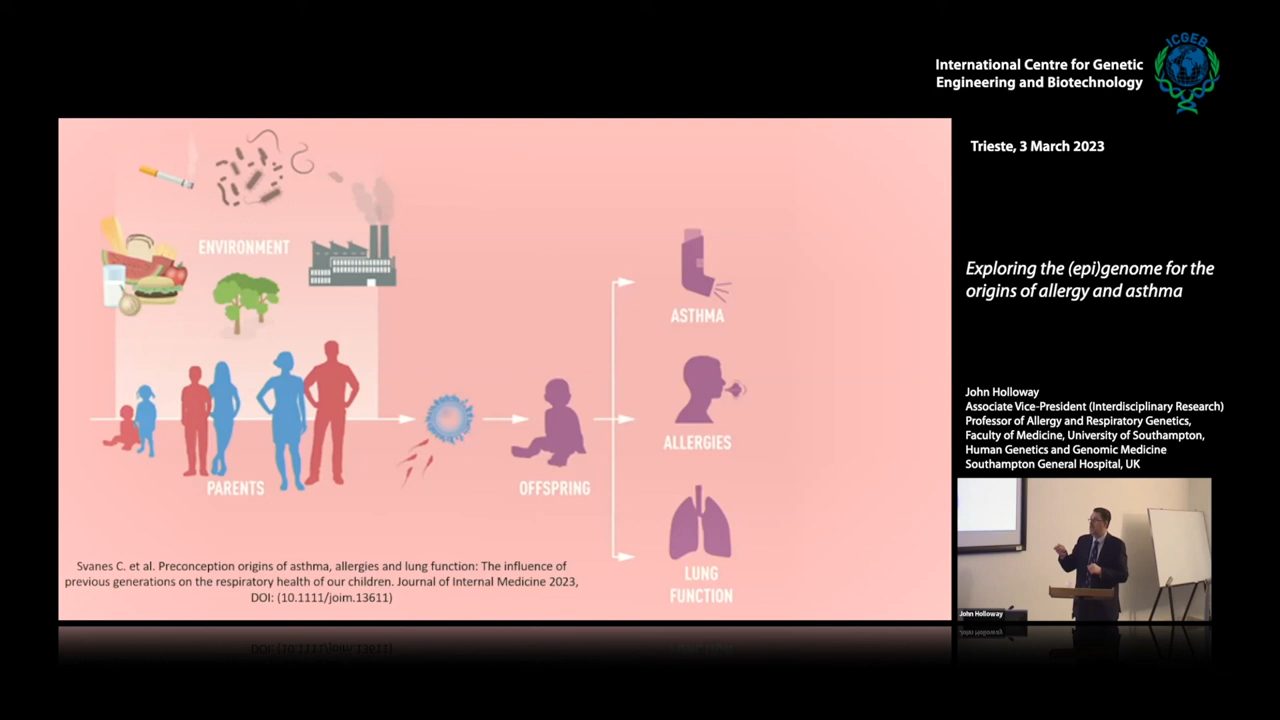 International Centre for Genetic
Engineering and Biotechnology
ICGEB
Trieste, 3 March 2023
Exploring the (epi)genome for the
origins of allergy and asthma
John Holloway
Associate Vice-President (Interdisciplinary Research)
Professor of Allergy and Respiratory Genetics,
Faculty of Medicine, University of Southampton,
Human Genetics and Genomic Medicine
Southampton General Hospital, UK
John Holloway
ENVIRONMENT
PARENTS
OFFSPRING
ASTHMA
ALLERGIES
LUNG
FUNCTION
Svanes C. et al. Preconception origins of asthma, allergies and lung function: The influence of
previous generations on the respiratory health of our children. Journal of Internal Medicine 2023,
DOI: (10.1111/joim.13611)